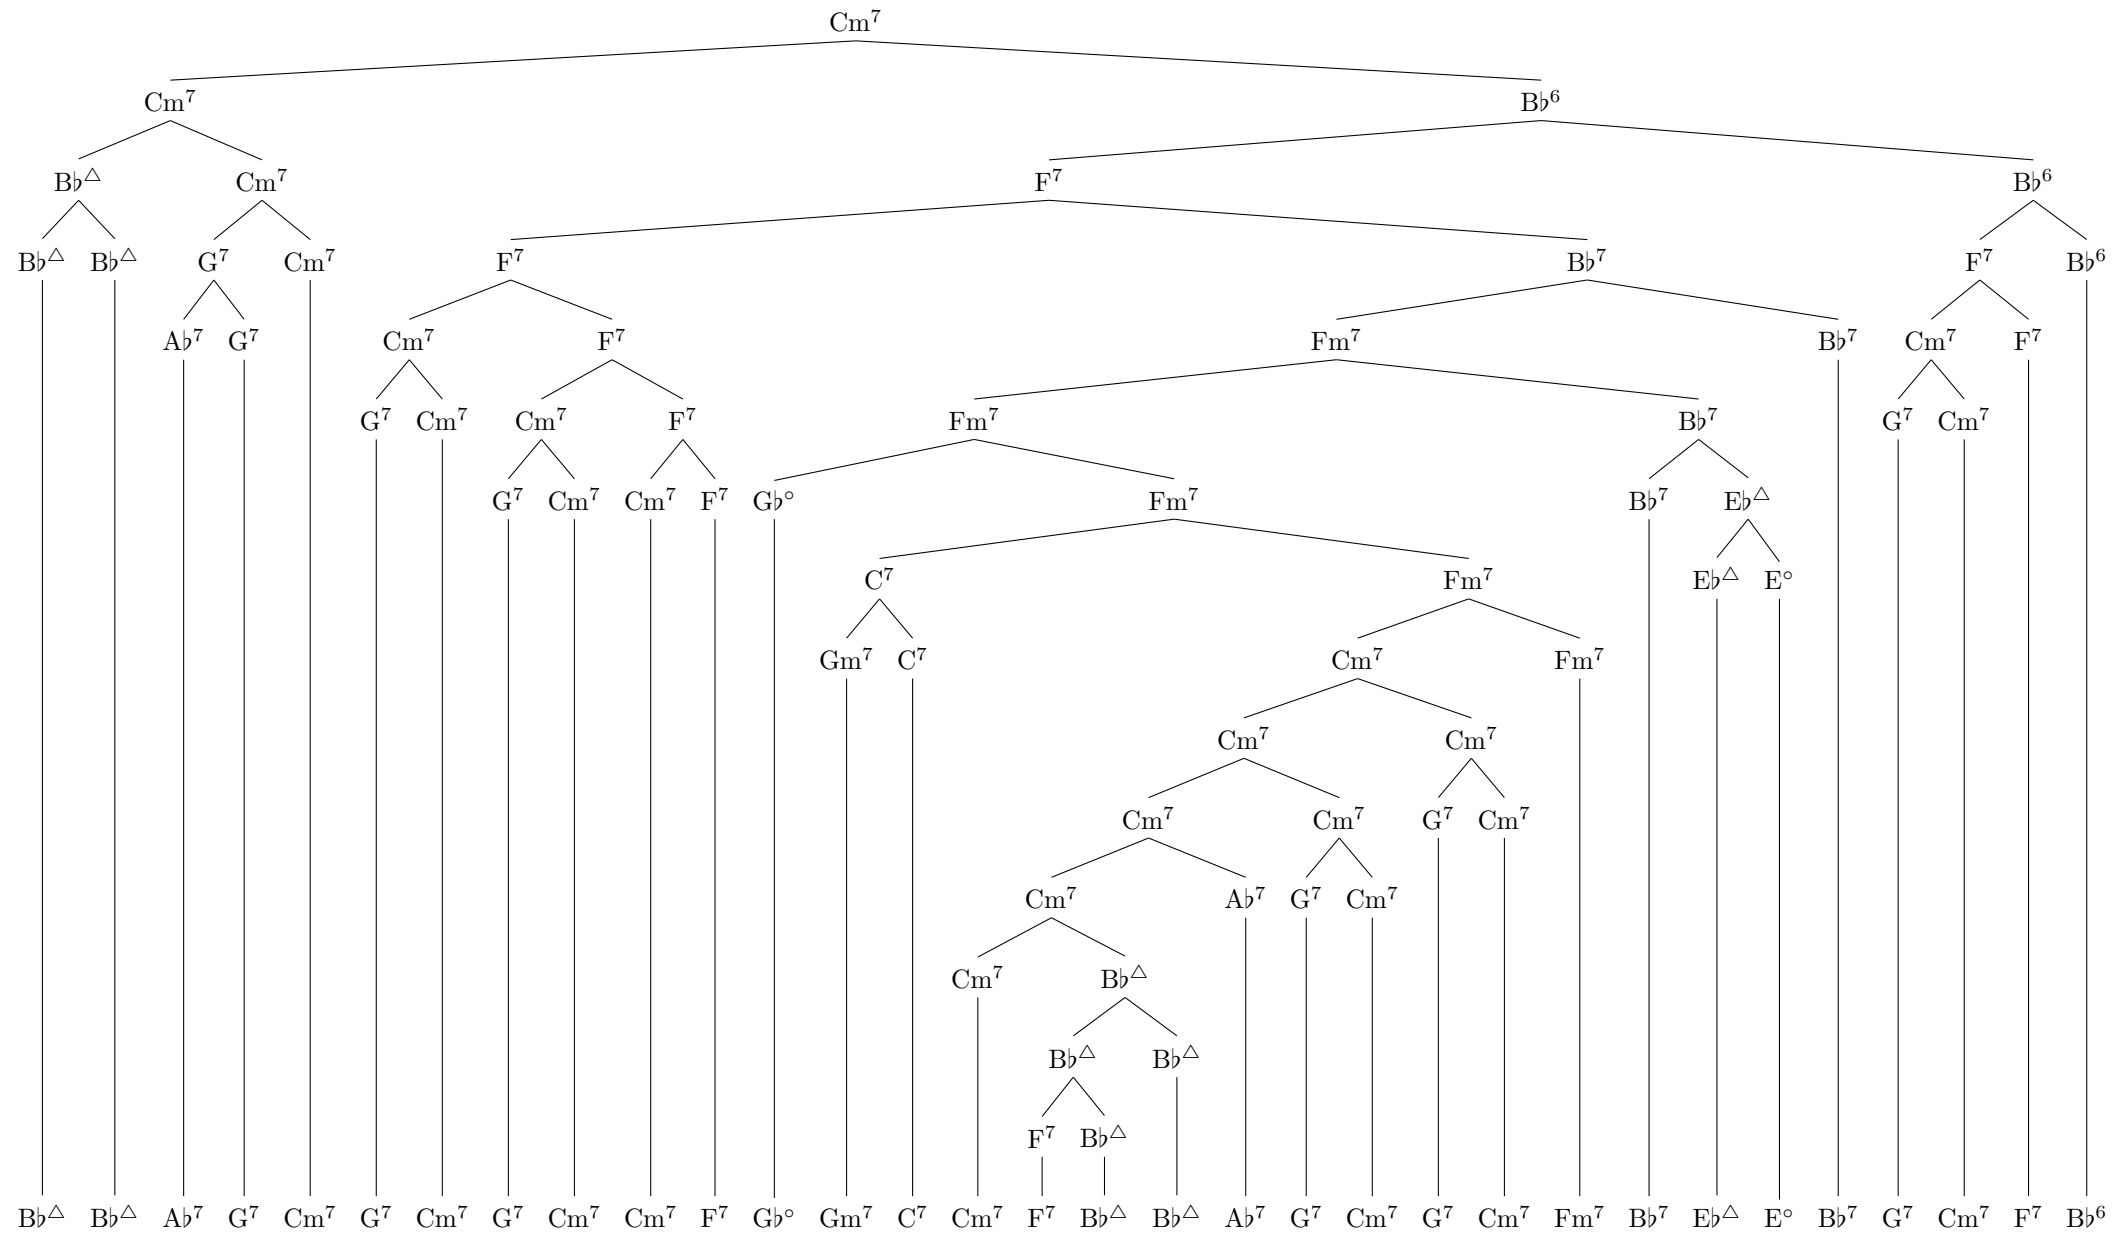 Cm⁷
Cm⁷ B♭⁶
B♭△ Cm⁷ F⁷ B♭⁶
B♭△ B♭△ G⁷ Cm⁷ F⁷ B♭⁷ F⁷ B♭⁶
A♭⁷ G⁷ Cm⁷ F⁷ Fm⁷ B♭⁷ Cm⁷ F⁷
G⁷ Cm⁷ Cm⁷ F⁷ Fm⁷ B♭⁷ G⁷ Cm⁷
G⁷ Cm⁷ Cm⁷ F⁷ G♭° Fm⁷ B♭⁷ E♭△
C⁷ Fm⁷ E♭△ E°
Gm⁷ C⁷ Cm⁷ Fm⁷
Cm⁷ Cm⁷
Cm⁷ Cm⁷ G⁷ Cm⁷
Cm⁷ A♭⁷ G⁷ Cm⁷
Cm⁷ B♭△
B♭△ B♭△
F⁷ B♭△
B♭△ B♭△ A♭⁷ G⁷ Cm⁷ G⁷ Cm⁷ G⁷ Cm⁷ Cm⁷ F⁷ G♭° Gm⁷ C⁷ Cm⁷ F⁷ B♭△ B♭△ A♭⁷ G⁷ Cm⁷ G⁷ Cm⁷ Fm⁷ B♭⁷ E♭△ E° B♭⁷ G⁷ Cm⁷ F⁷ B♭⁶